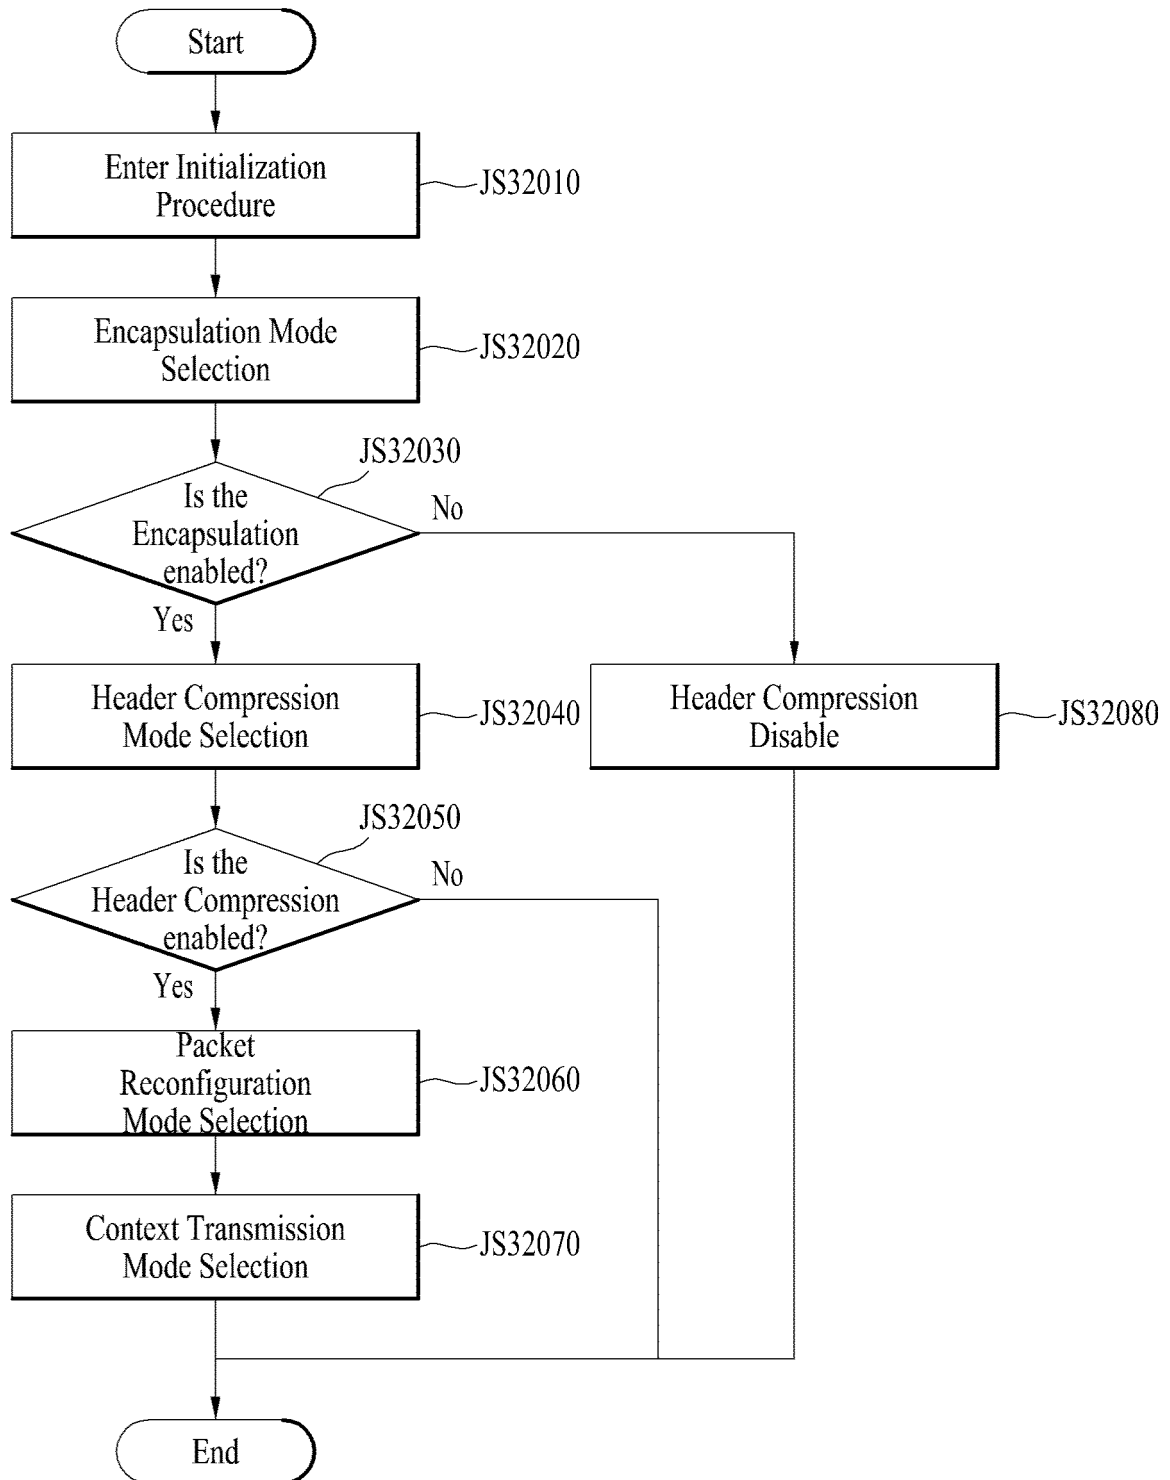 Start
Enter Initialization
Procedure
JS32010
Encapsulation Mode
Selection
JS32020
JS32030
Is the
Encapsulation
enabled?
No
Yes
Header Compression
Mode Selection
JS32040
Header Compression
Disable
JS32080
JS32050
Is the
Header Compression
enabled?
No
Yes
Packet
Reconfiguration
Mode Selection
JS32060
Context Transmission
Mode Selection
JS32070
End